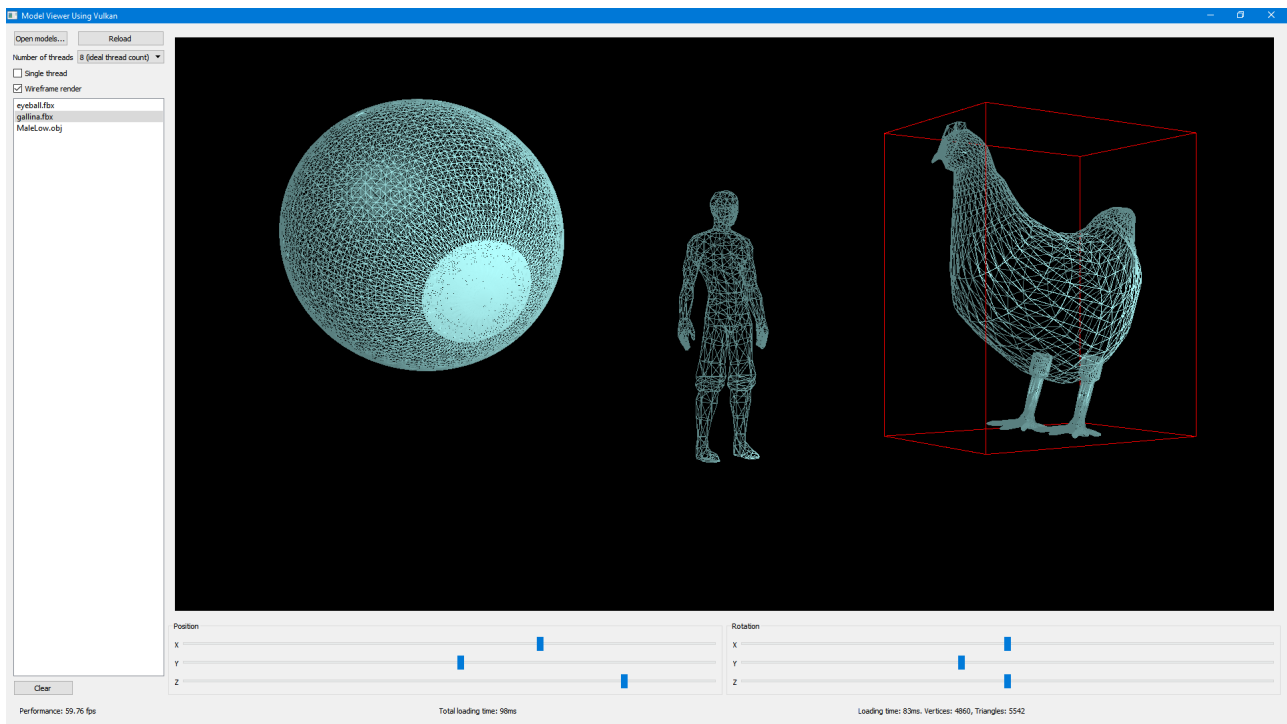 Model Viewer Using Vulkan
Open models... Reload
Number of threads 8 (ideal thread count)
Single thread
Wireframe render
eyeball.fbx
gallina.fbx
MaleLow.obj
Position
X
Y
Z
Rotation
X
Y
Z
Clear
Performance: 59.76 fps Total loading time: 98ms Loading time: 83ms. Vertices: 4860, Triangles: 5542